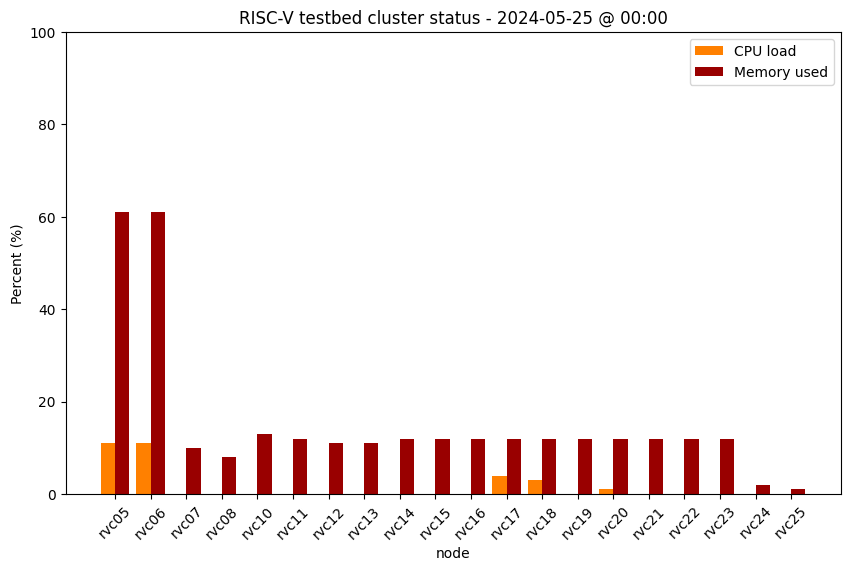 RISC-V testbed cluster status - 2024-05-25 @ 00:00
CPU load
Memory used
Percent (%)
100
80
60
40
20
0
rvc05 rvc06 rvc07 rvc08 rvc10 rvc11 rvc12 rvc13 rvc14 rvc15 rvc16 rvc17 rvc18 rvc19 rvc20 rvc21 rvc22 rvc23 rvc24 rvc25
node